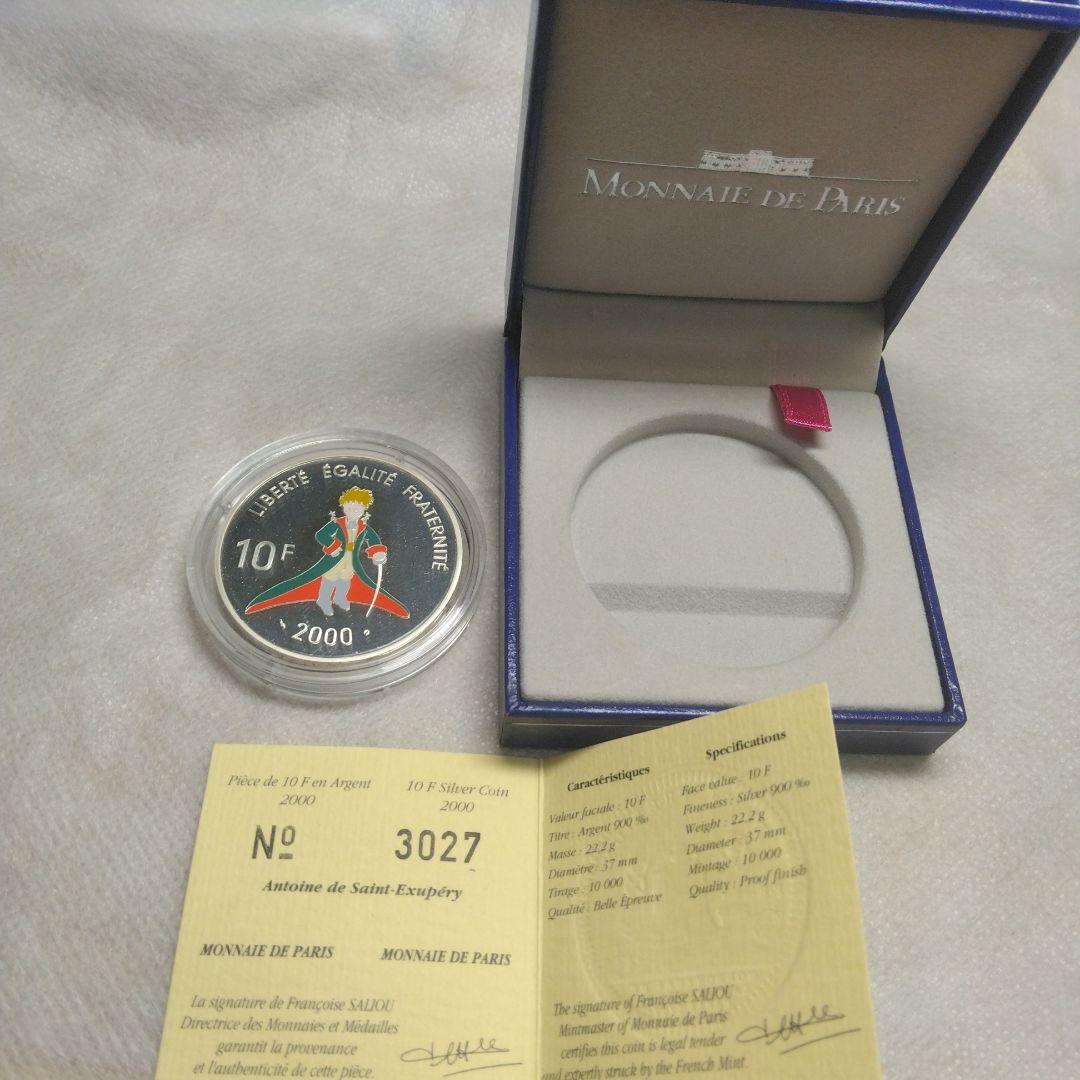 MONNAIE DE PARIS
LIBERTÉ ÉGALITÉ FRATERNITÉ
10 F
2000
Pièce de 10 F en Argent
2000
10 F Silver Coin
2000
Nº 3027
Antoine de Saint-Exupéry
MONNAIE DE PARIS
MONNAIE DE PARIS
La signature de Françoise SALIOU
Directrice des Monnaies et Médailles
garantit la provenance
et l'authenticité de cette pièce.
Caractéristiques
Valeur faciale : 10 F
Titre : Argent 900 ‰
Masse : 22,2 g
Diamètre : 37 mm
Tirage : 10 000
Qualité : Belle Épreuve
Specifications
Face value : 10 F
Fineness : Silver 900 ‰
Weight : 22.2 g
Diameter : 37 mm
Mintage : 10 000
Quality : Proof finish
The signature of Françoise SALIOU
Mintmaster of Monnaie de Paris
certifies this coin is legal tender
and expertly struck by the French Mint.